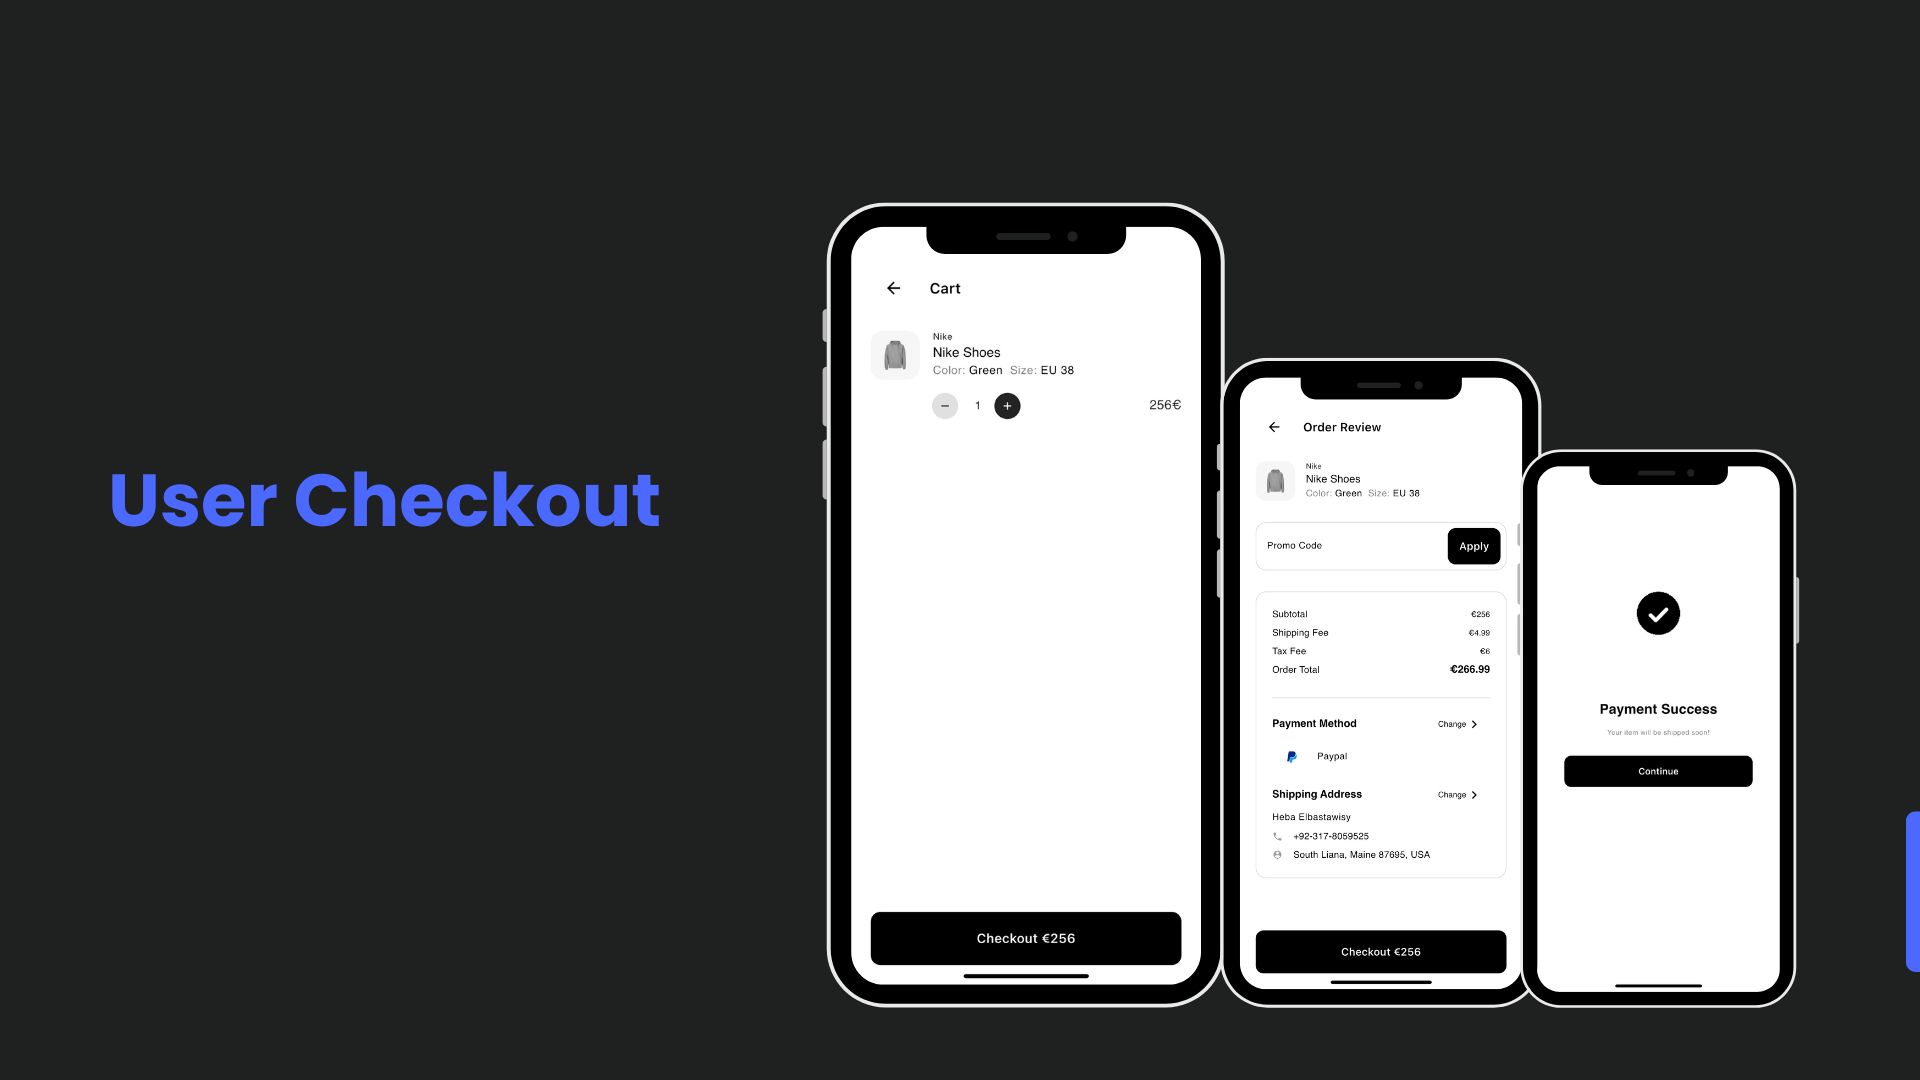 User Checkout
Cart
Nike
Nike Shoes
Color: Green Size: EU 38
1
256€
Checkout €256
Order Review
Nike
Nike Shoes
Color: Green Size: EU 38
Promo Code
Apply
Subtotal €256
Shipping Fee €4.99
Tax Fee €6
Order Total €266.99
Payment Method Change
Paypal
Shipping Address Change
Heba Elbastawisy
+92-317-8059525
South Liana, Maine 87695, USA
Checkout €256
Payment Success
Your item will be shipped soon!
Continue